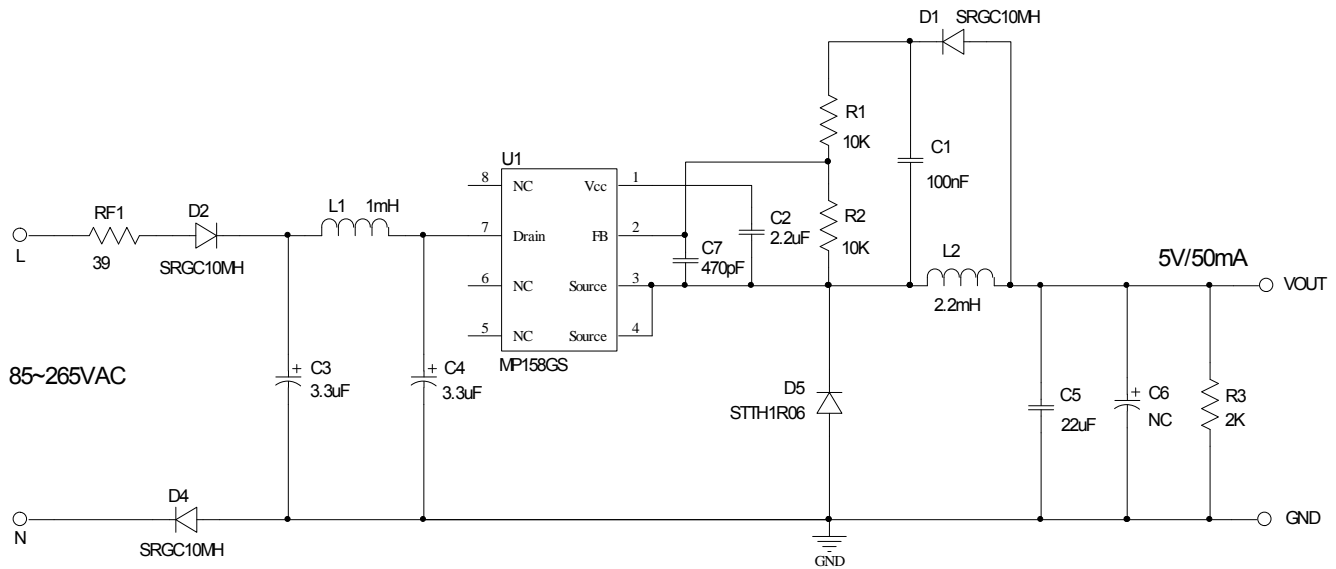 D1 SRGC10MH
R1
10K
C1
100nF
U1
8 NC Vcc 1
RF1
39
D2
SRGC10MH
L1 1mH
7 Drain FB 2
C2
2.2uF
R2
10K
C7
470pF
L
6 NC Source 3
L2
2.2mH
5V/50mA
VOUT
5 NC Source 4
MP158GS
85~265VAC
C3
3.3uF
C4
3.3uF
D5
STTH1R06
C5
22uF
C6
NC
R3
2K
N
D4
SRGC10MH
GND
GND